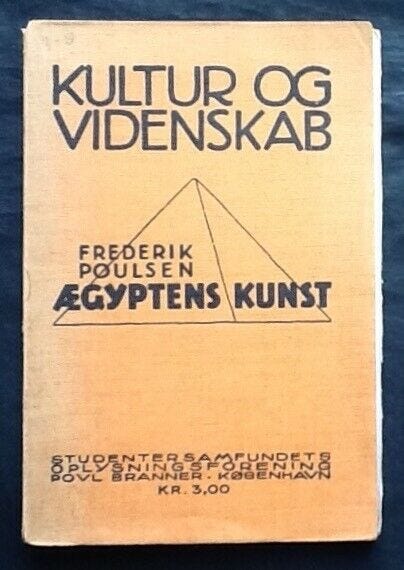 KULTUR OG
VIDENSKAB
FREDERIK
POULSEN
ÆGYPTENS KUNST
STUDENTERSAMFUNDETS
OPLYSNINGSFORENING
POVL BRANNER · KØBENHAVN
KR. 3,00